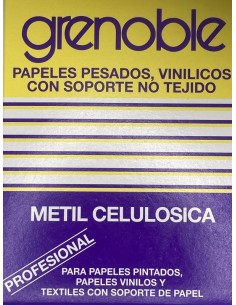 grenoble
PAPELES PESADOS, VINILICOS
CON SOPORTE NO TEJIDO
METIL CELULOSICA
PROFESIONAL
PARA PAPELES PINTADOS,
PAPELES VINILOS Y
TEXTILES CON SOPORTE DE PAPEL